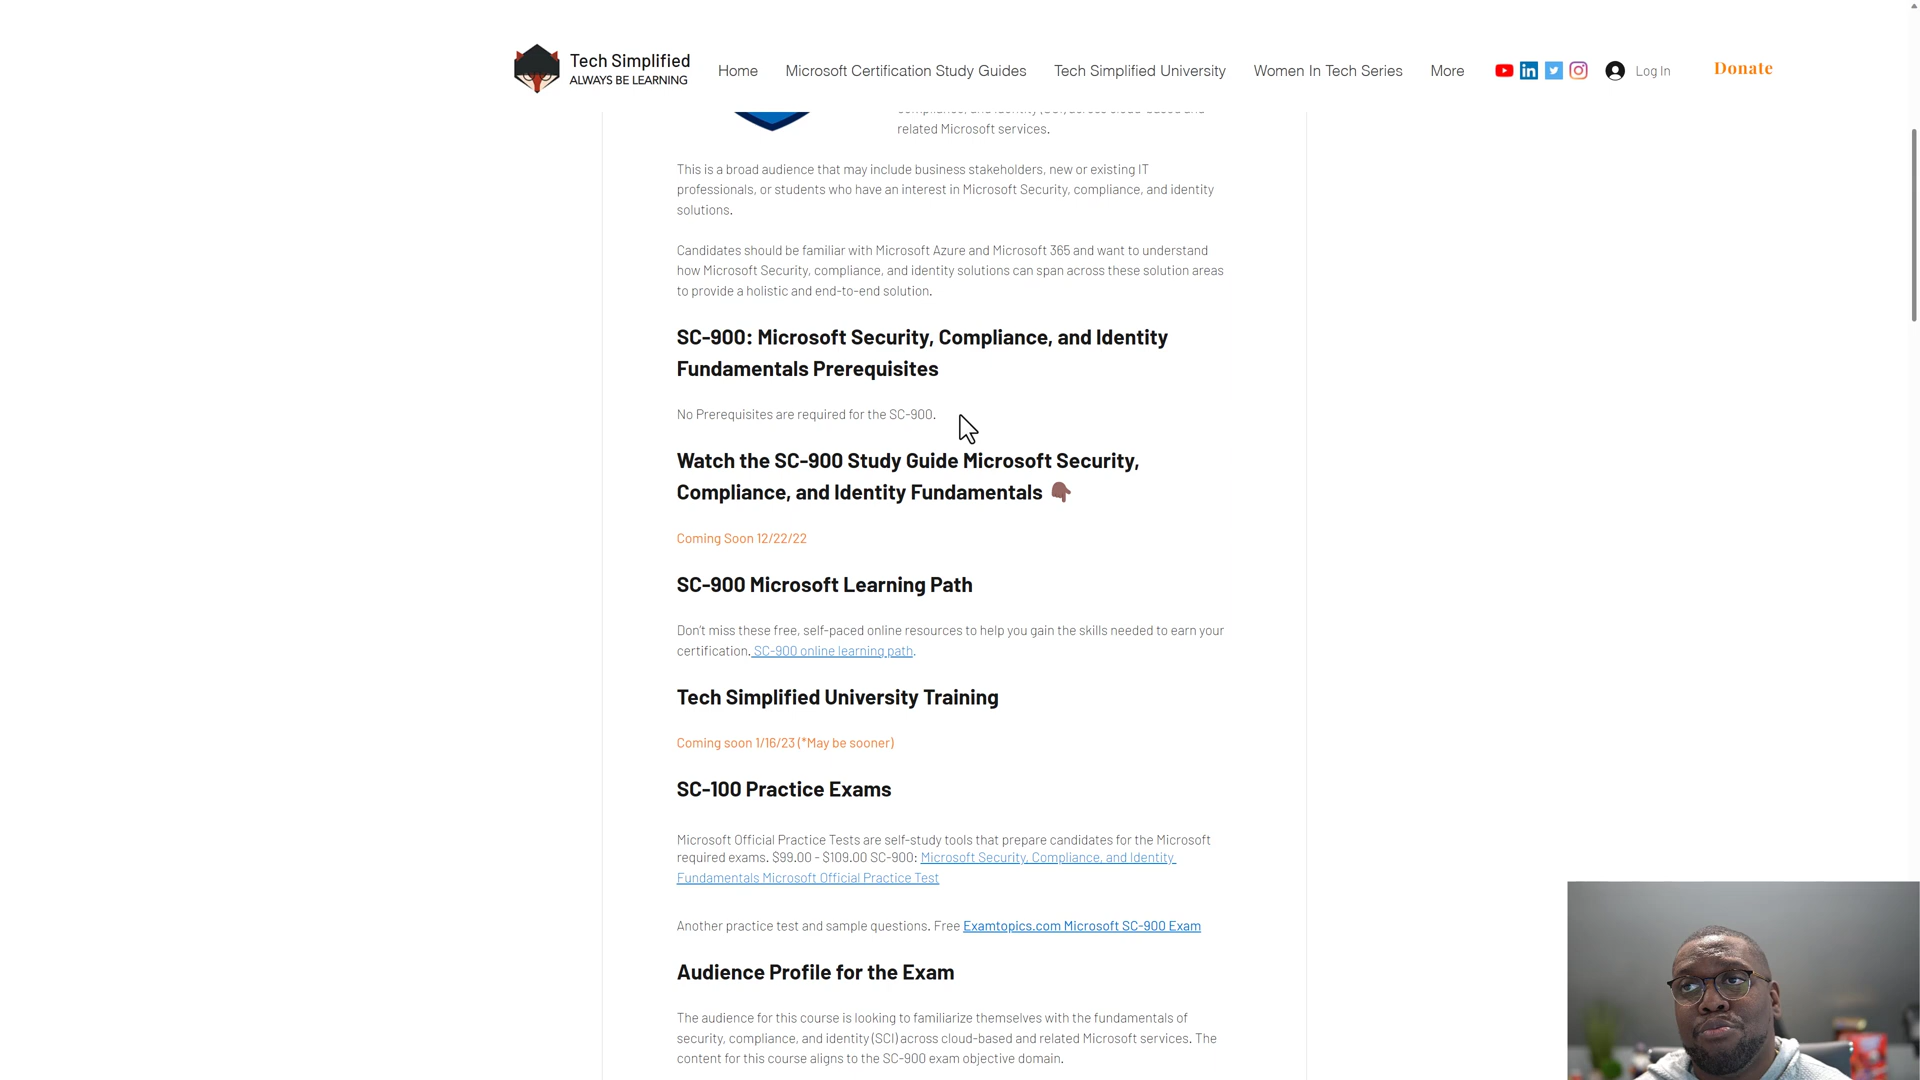 Tech Simplified
ALWAYS BE LEARNING
Home
Microsoft Certification Study Guides
Tech Simplified University
Women In Tech Series
More
Log In
Donate
related Microsoft services.
This is a broad audience that may include business stakeholders, new or existing IT
professionals, or students who have an interest in Microsoft Security, compliance, and identity
solutions.
Candidates should be familiar with Microsoft Azure and Microsoft 365 and want to understand
how Microsoft Security, compliance, and identity solutions can span across these solution areas
to provide a holistic and end-to-end solution.
SC-900: Microsoft Security, Compliance, and Identity
Fundamentals Prerequisites
No Prerequisites are required for the SC-900.
Watch the SC-900 Study Guide Microsoft Security,
Compliance, and Identity Fundamentals
Coming Soon 12/22/22
SC-900 Microsoft Learning Path
Don't miss these free, self-paced online resources to help you gain the skills needed to earn your
certification. SC-900 online learning path.
Tech Simplified University Training
Coming soon 1/16/23 (*May be sooner)
SC-100 Practice Exams
Microsoft Official Practice Tests are self-study tools that prepare candidates for the Microsoft
required exams. $99.00 - $109.00 SC-900: Microsoft Security, Compliance, and Identity
Fundamentals Microsoft Official Practice Test
Another practice test and sample questions. Free Examtopics.com Microsoft SC-900 Exam
Audience Profile for the Exam
The audience for this course is looking to familiarize themselves with the fundamentals of
security, compliance, and identity (SCI) across cloud-based and related Microsoft services. The
content for this course aligns to the SC-900 exam objective domain.